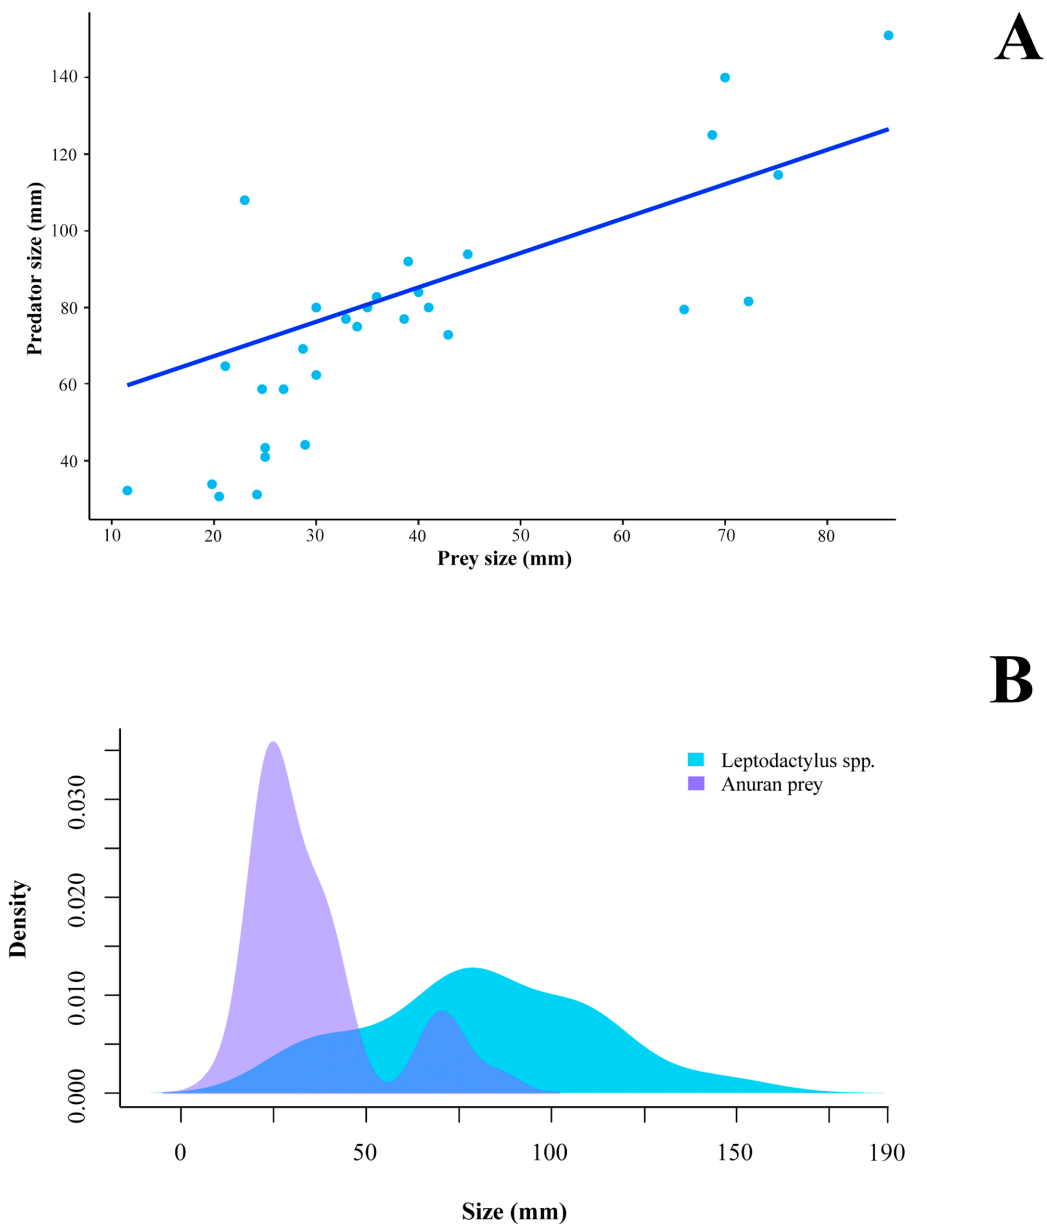 A
Predator size (mm)
140
120
100
80
60
40
10 20 30 40 50 60 70 80
Prey size (mm)
B
Leptodactylus spp.
Anuran prey
Density
0.030
0.020
0.010
0.000
0 50 100 150 190
Size (mm)